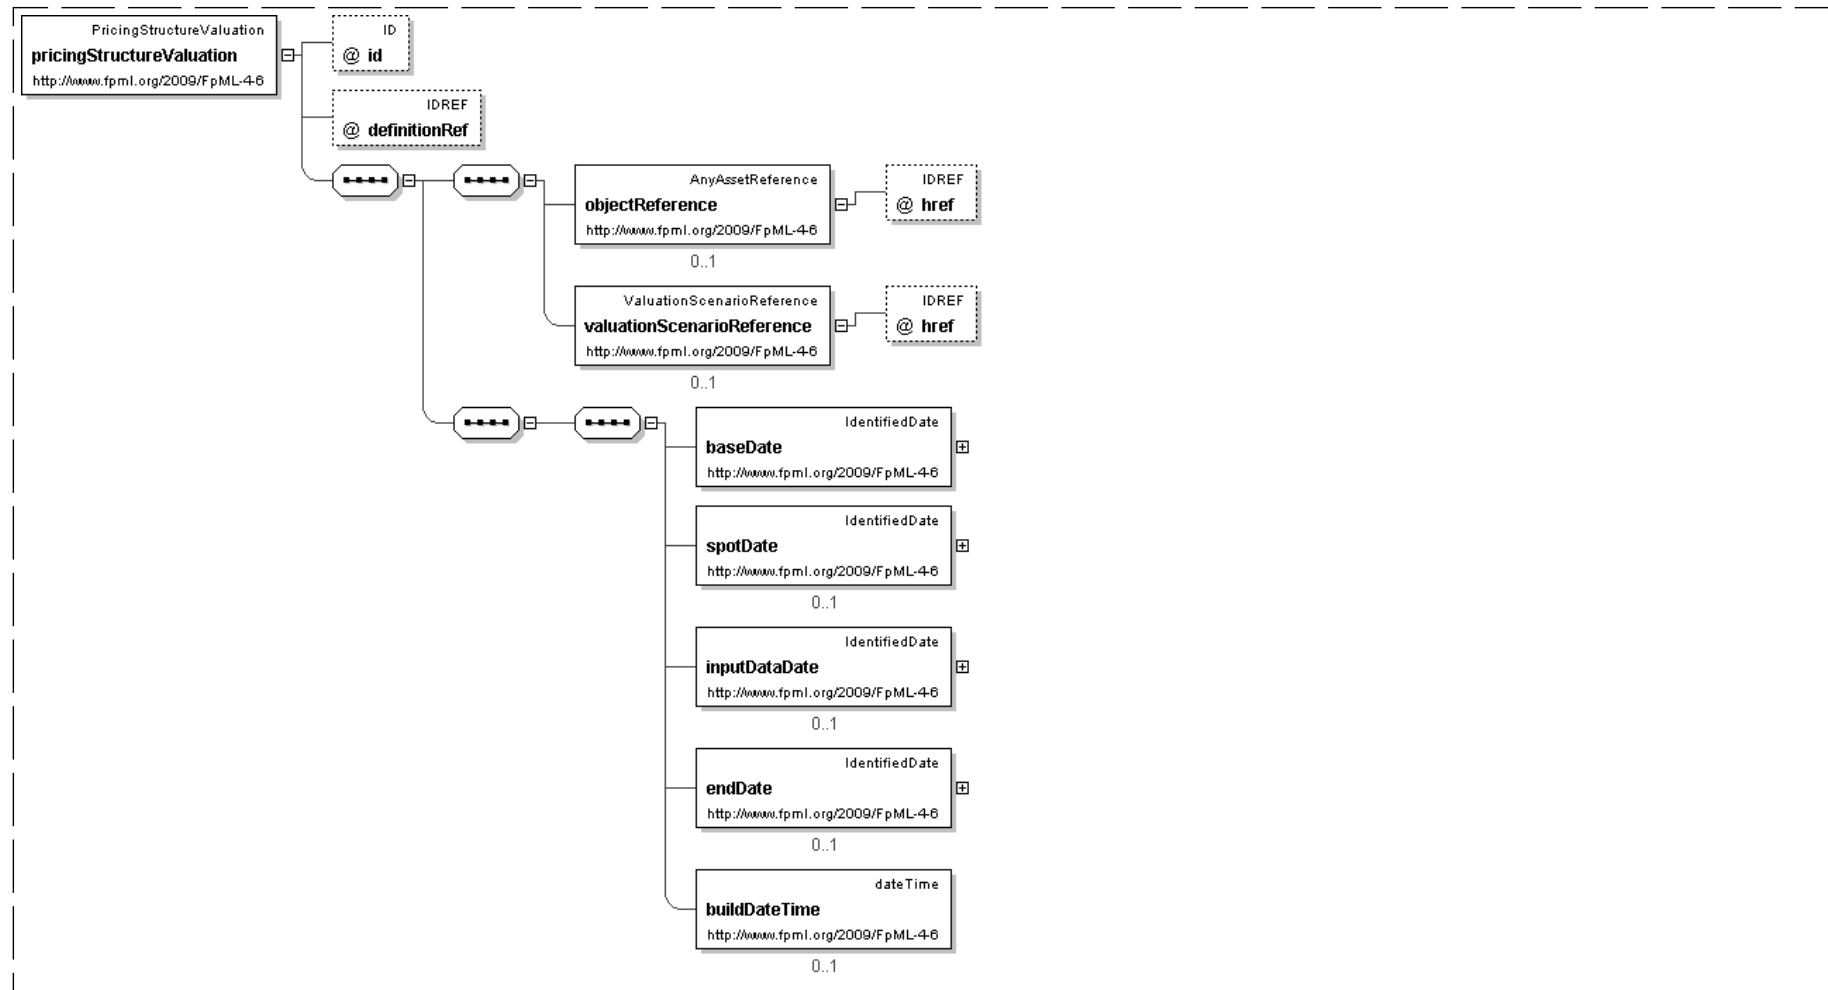 PricingStructureValuation
pricingStructureValuation
http://www.fpml.org/2009/FpML-4-6
ID
@ id
IDREF
@ definitionRef
AnyAssetReference
objectReference
http://www.fpml.org/2009/FpML-4-6
0..1
IDREF
@ href
ValuationScenarioReference
valuationScenarioReference
http://www.fpml.org/2009/FpML-4-6
0..1
IDREF
@ href
IdentifiedDate
baseDate
http://www.fpml.org/2009/FpML-4-6
IdentifiedDate
spotDate
http://www.fpml.org/2009/FpML-4-6
0..1
IdentifiedDate
inputDataDate
http://www.fpml.org/2009/FpML-4-6
0..1
IdentifiedDate
endDate
http://www.fpml.org/2009/FpML-4-6
0..1
dateTime
buildDateTime
http://www.fpml.org/2009/FpML-4-6
0..1